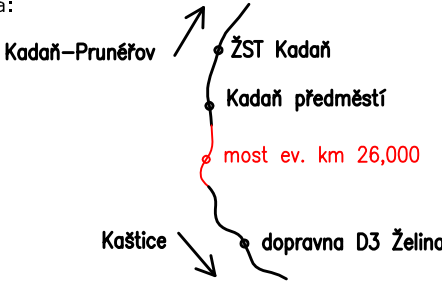 a:
Kadaň-Prunéřov
ŽST Kadaň
Kadaň předměstí
most ev. km 26,000
Kaštice
dopravna D3 Želina